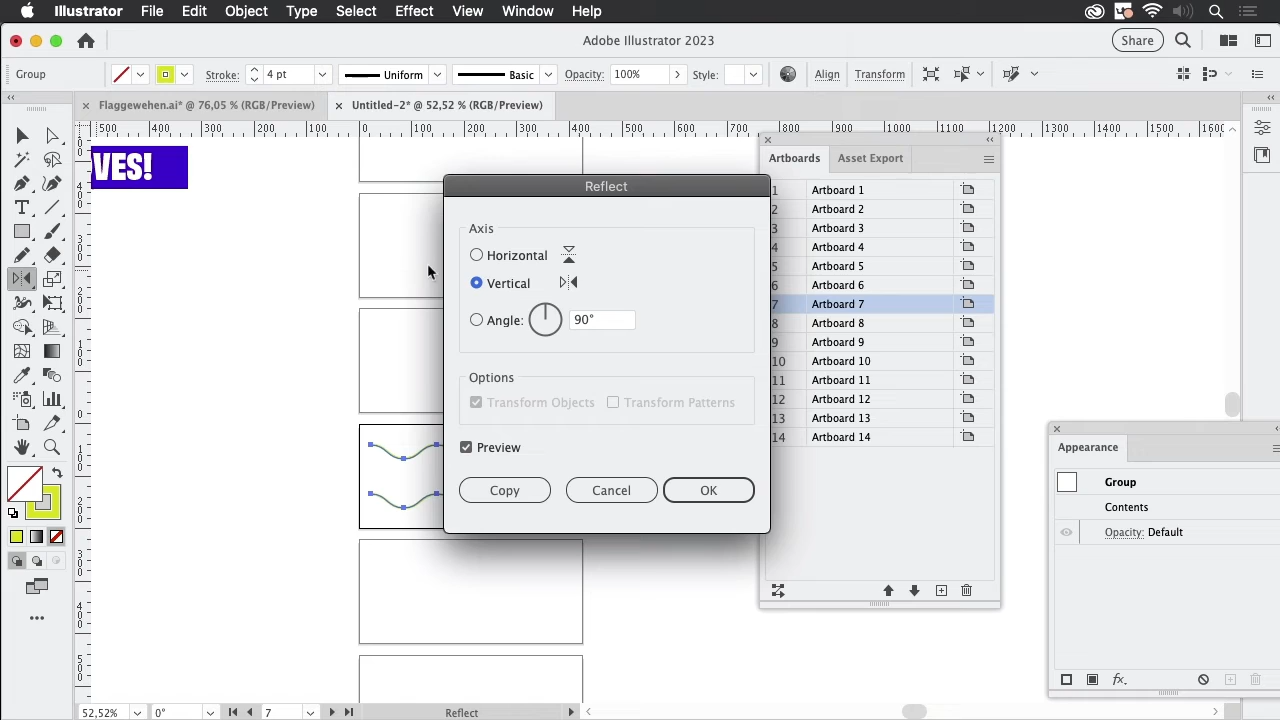 Illustrator File Edit Object Type Select Effect View Window Help
Adobe Illustrator 2023
Share
Group
Stroke: 4 pt Uniform Basic Opacity: 100% Style: Align Transform
Flaggewehen.ai* @ 76,05 % (RGB/Preview)
Untitled-2* @ 52,52 % (RGB/Preview)
500 400 300 200 100 0 100 200 300 400 500 600 700 800 900 1000 1100 1200 1300 1400 1500 1600
VES!
Reflect
Axis
Horizontal
Vertical
Angle: 90°
Options
Transform Objects Transform Patterns
Preview
Copy Cancel OK
Artboards Asset Export
1 Artboard 1
2 Artboard 2
3 Artboard 3
4 Artboard 4
5 Artboard 5
6 Artboard 6
7 Artboard 7
8 Artboard 8
9 Artboard 9
10 Artboard 10
11 Artboard 11
12 Artboard 12
13 Artboard 13
14 Artboard 14
Appearance
Group
Contents
Opacity: Default
fx.
52,52% 0° 7 Reflect